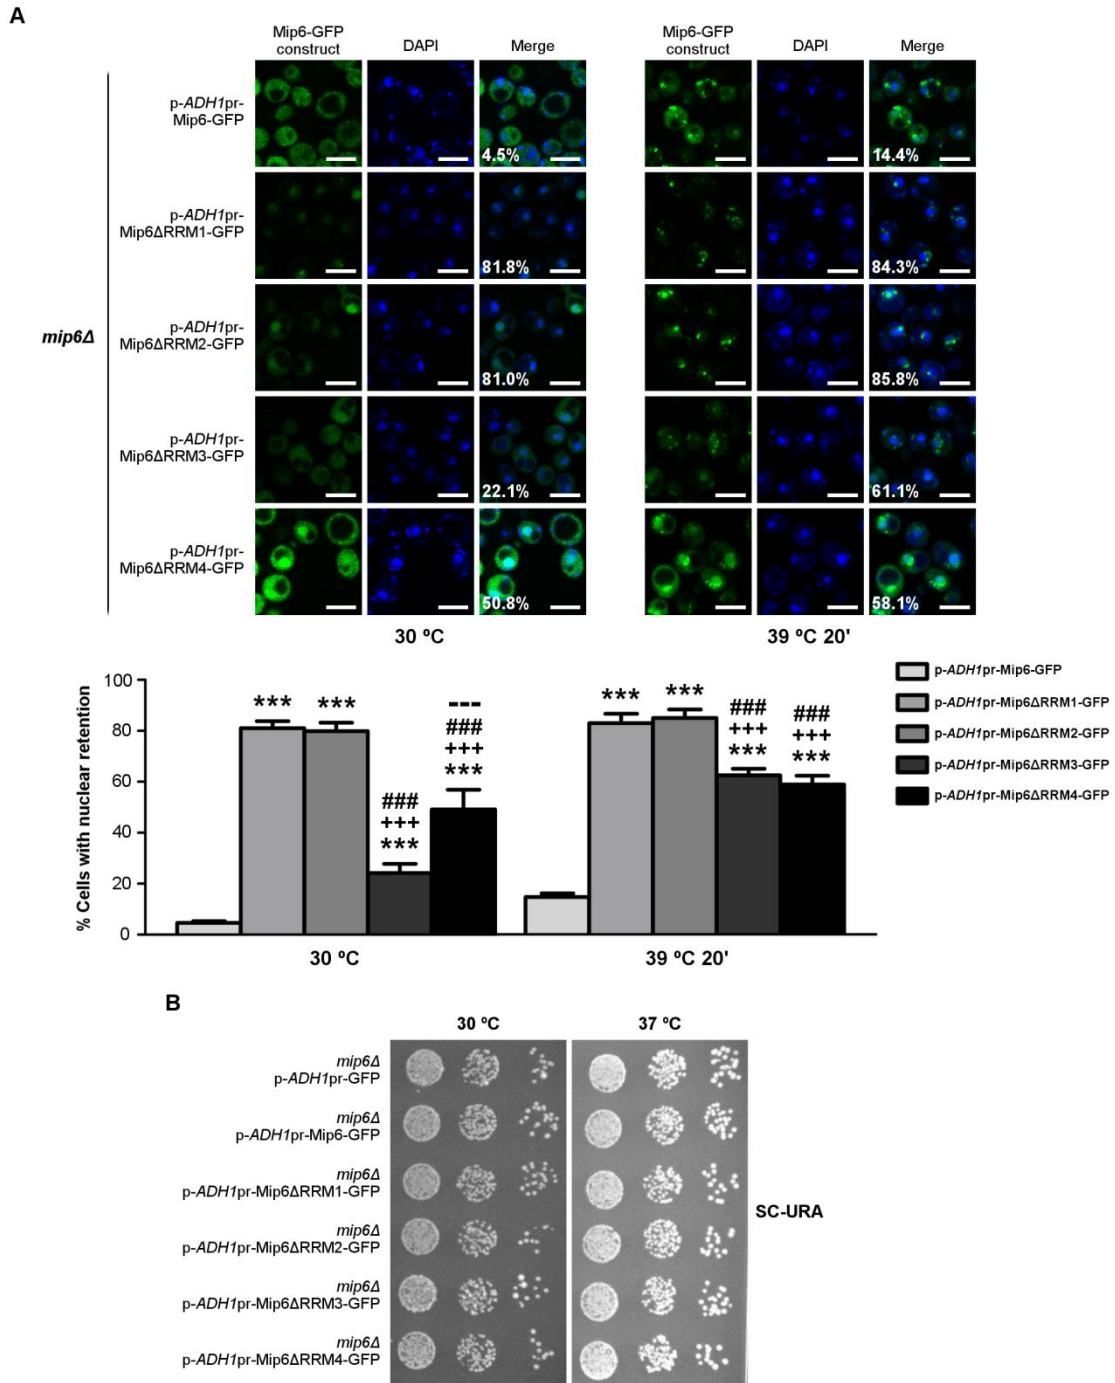 A
Mip6-GFP
construct
DAPI
Merge
Mip6-GFP
construct
DAPI
Merge
mip6Δ
p-ADH1pr-
Mip6-GFP
4.5%
14.4%
p-ADH1pr-
Mip6ΔRRM1-GFP
81.8%
84.3%
p-ADH1pr-
Mip6ΔRRM2-GFP
81.0%
85.8%
p-ADH1pr-
Mip6ΔRRM3-GFP
22.1%
61.1%
p-ADH1pr-
Mip6ΔRRM4-GFP
50.8%
58.1%
30 ºC
39 ºC 20'
% Cells with nuclear retention
100
80
60
40
20
0
***
***
###
+++
***
---
###
+++
***
***
***
###
+++
***
###
+++
***
30 ºC
39 ºC 20'
p-ADH1pr-Mip6-GFP
p-ADH1pr-Mip6ΔRRM1-GFP
p-ADH1pr-Mip6ΔRRM2-GFP
p-ADH1pr-Mip6ΔRRM3-GFP
p-ADH1pr-Mip6ΔRRM4-GFP
B
30 ºC
37 ºC
mip6Δ
p-ADH1pr-GFP
mip6Δ
p-ADH1pr-Mip6-GFP
mip6Δ
p-ADH1pr-Mip6ΔRRM1-GFP
mip6Δ
p-ADH1pr-Mip6ΔRRM2-GFP
mip6Δ
p-ADH1pr-Mip6ΔRRM3-GFP
mip6Δ
p-ADH1pr-Mip6ΔRRM4-GFP
SC-URA